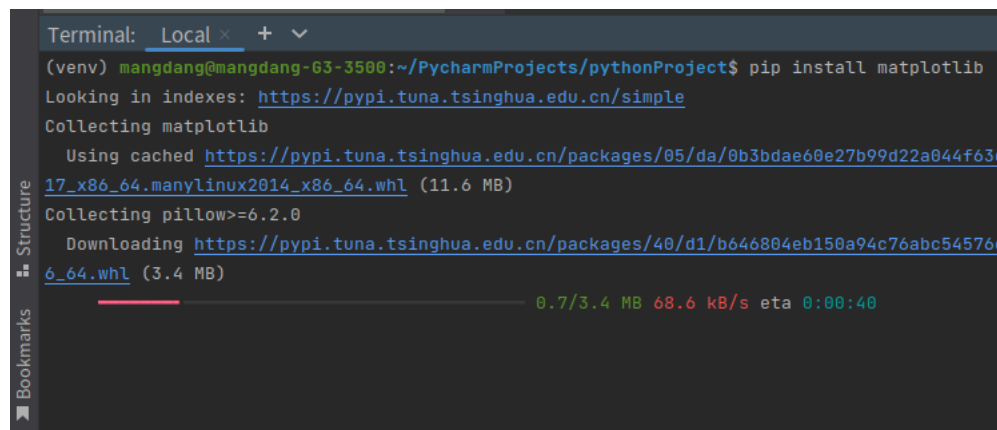 Terminal: Local × +
(venv) mangdang@mangdang-G3-3500:~/PycharmProjects/pythonProject$ pip install matplotlib
Looking in indexes: https://pypi.tuna.tsinghua.edu.cn/simple
Collecting matplotlib
Using cached https://pypi.tuna.tsinghua.edu.cn/packages/05/da/0b3bdae60e27b99d22a044f63
17_x86_64.manylinux2014_x86_64.whl (11.6 MB)
Collecting pillow>=6.2.0
Downloading https://pypi.tuna.tsinghua.edu.cn/packages/40/d1/b646804eb150a94c76abc54576
6_64.whl (3.4 MB)
0.7/3.4 MB 68.6 kB/s eta 0:00:40
Structure
Bookmarks